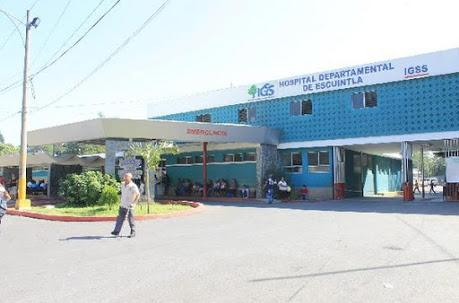 IGSS HOSPITAL DEPARTAMENTAL
DE ESCUINTLA
IGSS
EMERGENCIA